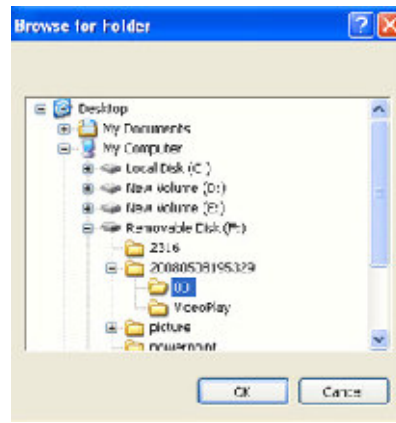 Browse for Folder
Desktop
My Documents
My Computer
Local Disk (C:)
New Volume (D:)
New Volume (E:)
Removable Disk (F:)
2316
VideoPlay
picture
powerpoint
OK
Cancel